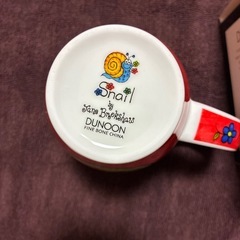 Snail
by
Jane Brookshaw
DUNOON
FINE BONE CHINA